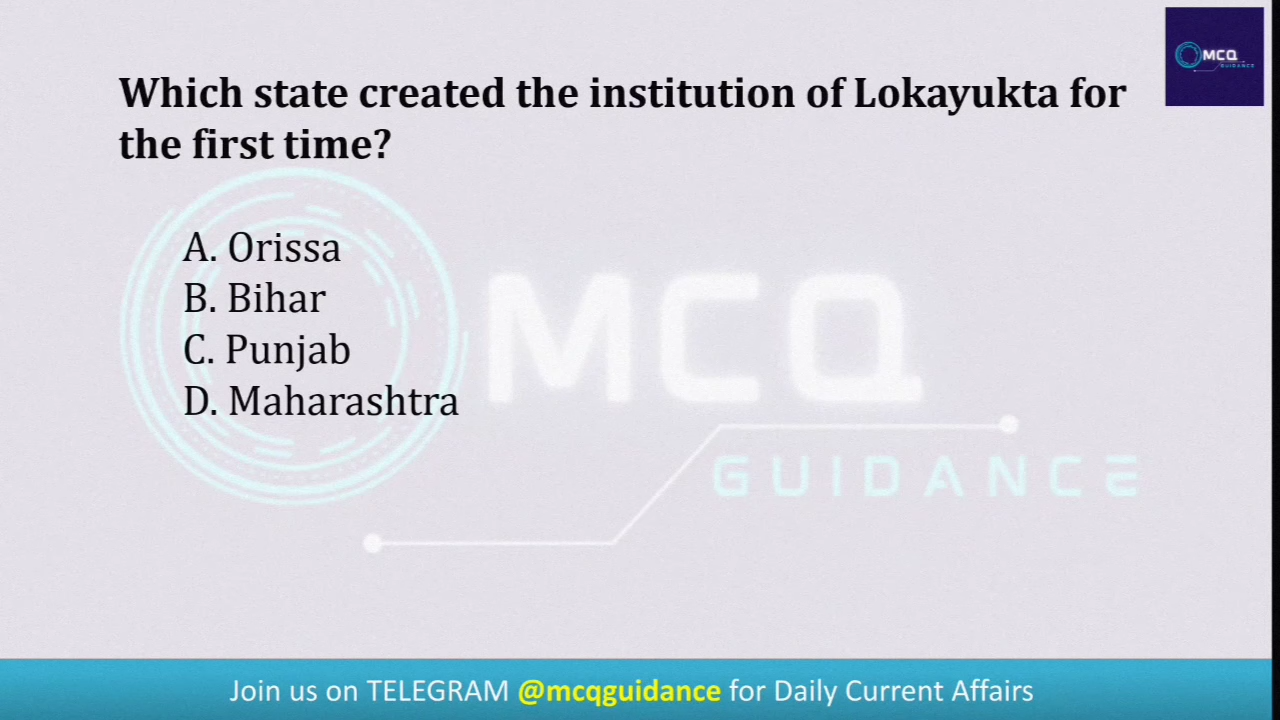 MCQ
GUIDANCE
Which state created the institution of Lokayukta for
the first time?
A. Orissa
B. Bihar
C. Punjab
D. Maharashtra
MCQ
GUIDANCE
Join us on TELEGRAM @mcqguidance for Daily Current Affairs